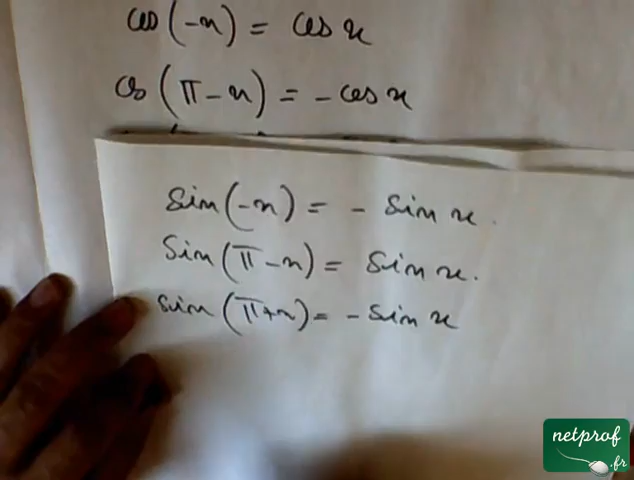 cos(-x) = cos x
cos(π-x) = -cos x
sin(-x) = - sin x.
sin(π-x) = sin x.
sin(π+x) = - sin x
netprof
.fr